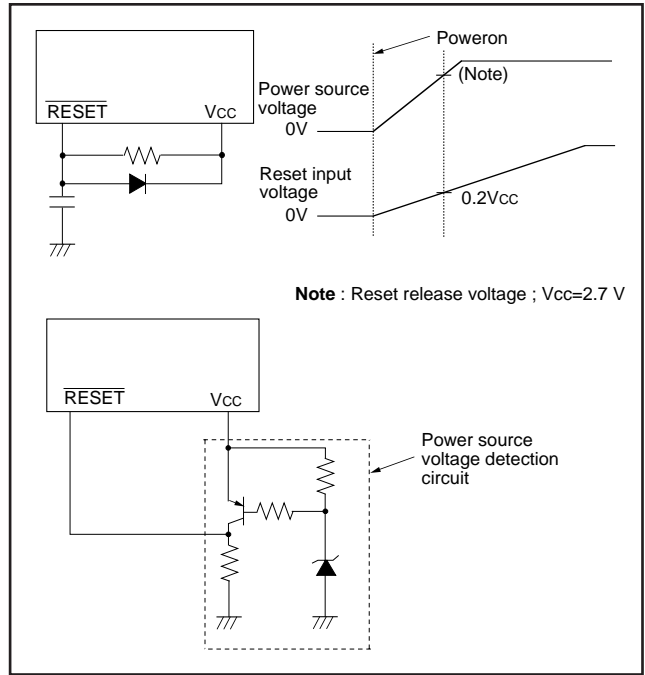 Poweron
(Note)
RESET
VCC
Power source
voltage
0V
Reset input
voltage
0V
0.2VCC
Note : Reset release voltage ; Vcc=2.7 V
RESET
VCC
Power source
voltage detection
circuit